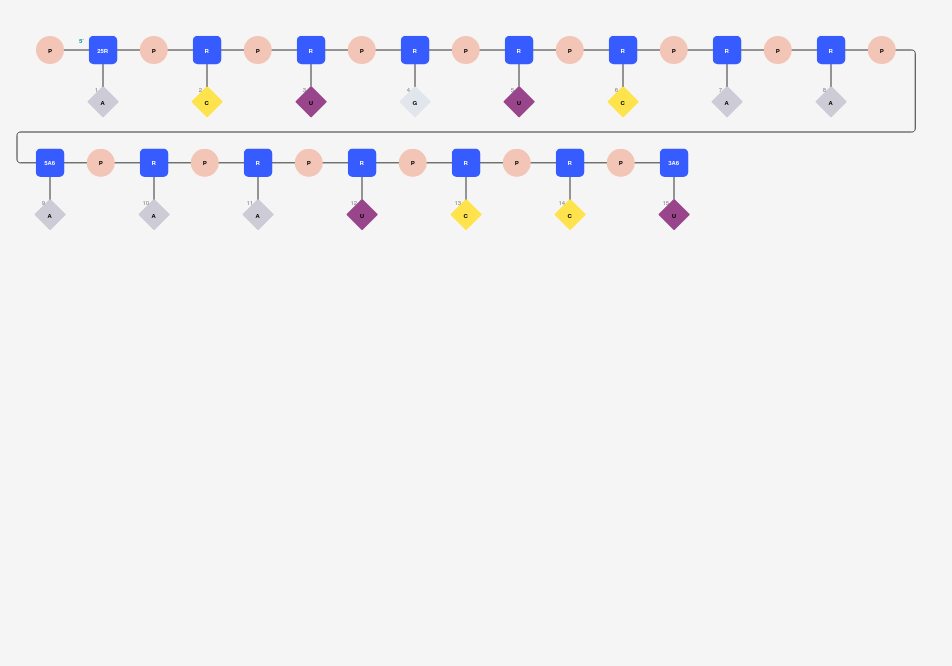 P 5' 25R P R P R P R P R P R P R P R P
1 A 2 C 3 U 4 G 5 U 6 C 7 A 8 A
5A6 P R P R P R P R P R P 3A6
9 A 10 A 11 A 12 U 13 C 14 C 15 U